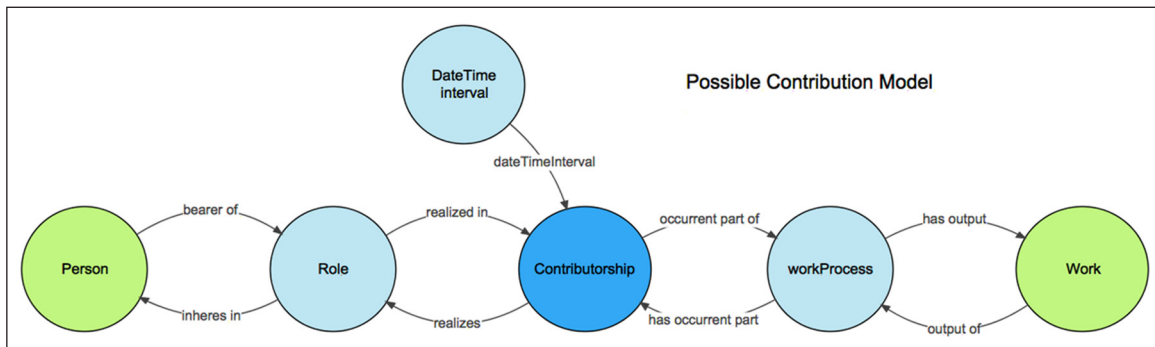 DateTime
interval
Possible Contribution Model
dateTimeInterval
bearer of
realized in
occurrent part of
has output
Person
Role
Contributorship
workProcess
Work
inheres in
realizes
has occurrent part
output of